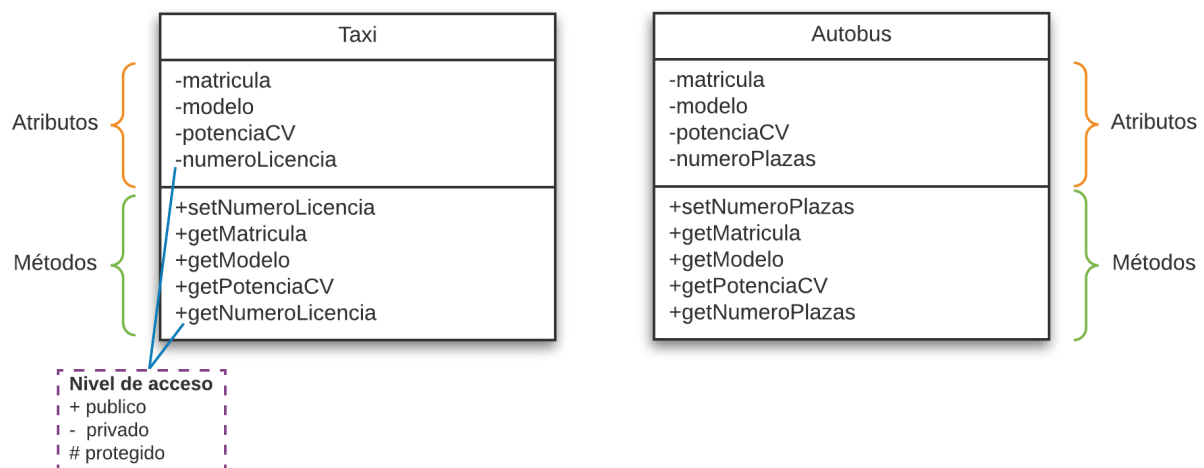 Taxi
Atributos
-matricula
-modelo
-potenciaCV
-numeroLicencia
Métodos
+setNumeroLicencia
+getMatricula
+getModelo
+getPotenciaCV
+getNumeroLicencia
Nivel de acceso
+ publico
- privado
# protegido
Autobus
-matricula
-modelo
-potenciaCV
-numeroPlazas
Atributos
+setNumeroPlazas
+getMatricula
+getModelo
+getPotenciaCV
+getNumeroPlazas
Métodos